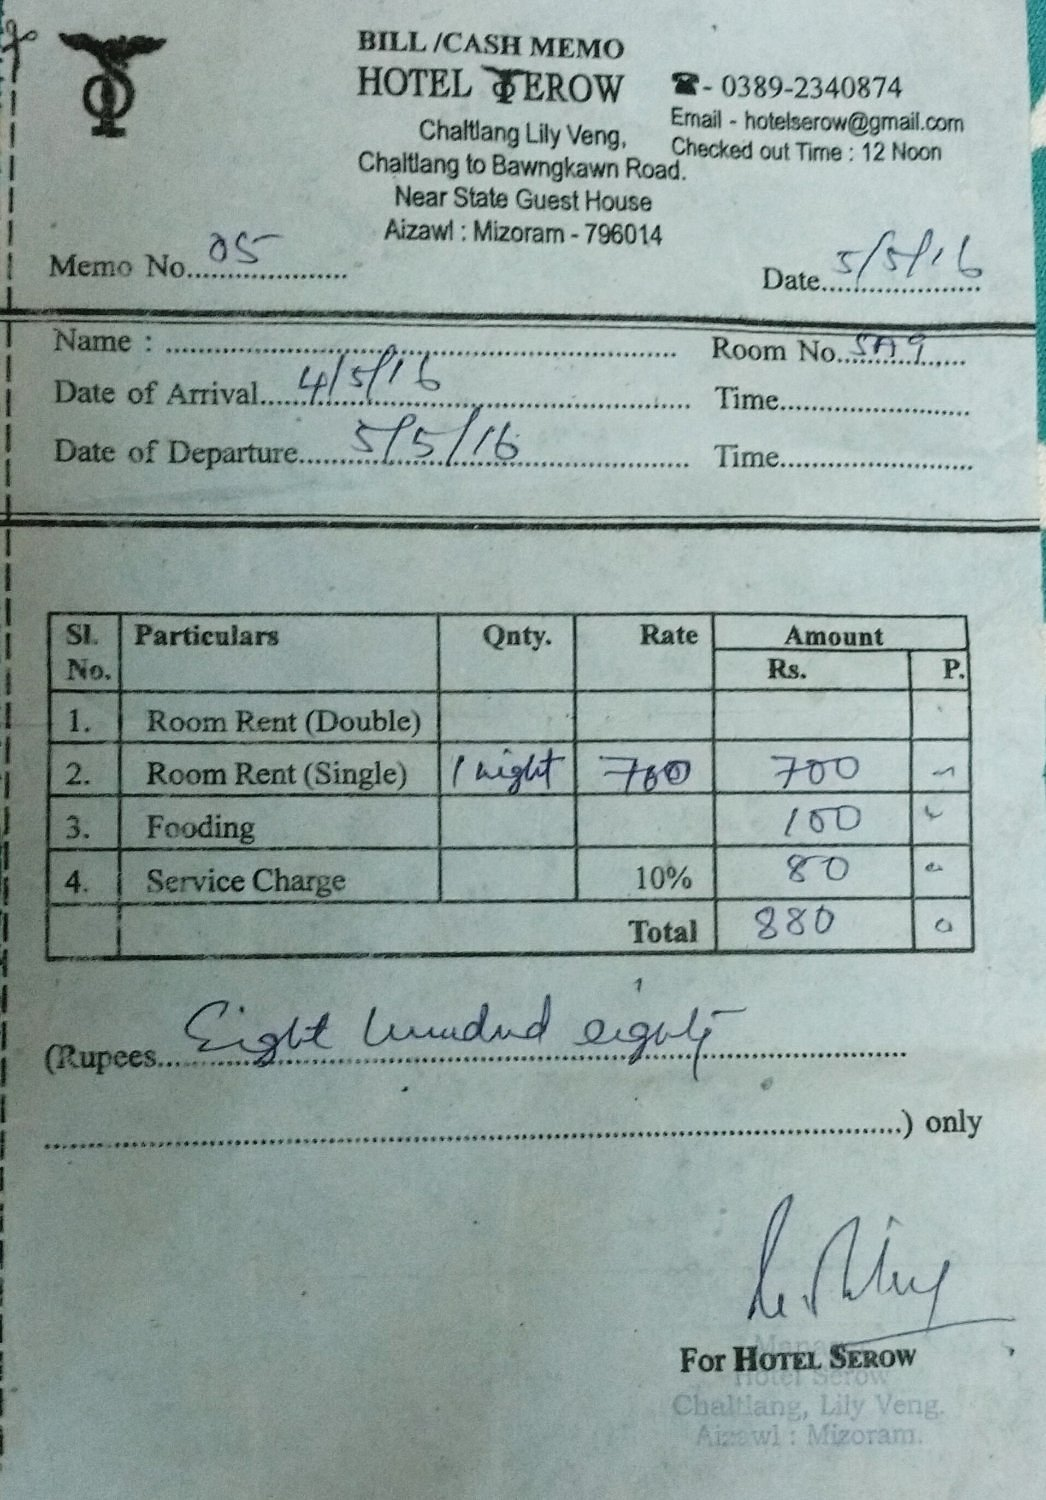 BILL /CASH MEMO
HOTEL SEROW
☎- 0389-2340874
Email - hotelserow@gmail.com
Checked out Time : 12 Noon
Chaltlang Lily Veng,
Chaltlang to Bawngkawn Road.
Near State Guest House
Aizawl : Mizoram - 796014
Memo No. 05 Date 5/5/16
Name : Room No. SA9
Date of Arrival 4/5/16 Time
Date of Departure 5/5/16 Time
Sl. No. Particulars Qnty. Rate Amount
Rs. P.
1. Room Rent (Double)
2. Room Rent (Single) 1 night 700 700
3. Fooding 100
4. Service Charge 10% 80
Total 880
(Rupees Eight hundred eighty
) only
For HOTEL SEROW
Hotel Serow
Chaltlang, Lily Veng.
Aizawl : Mizoram.